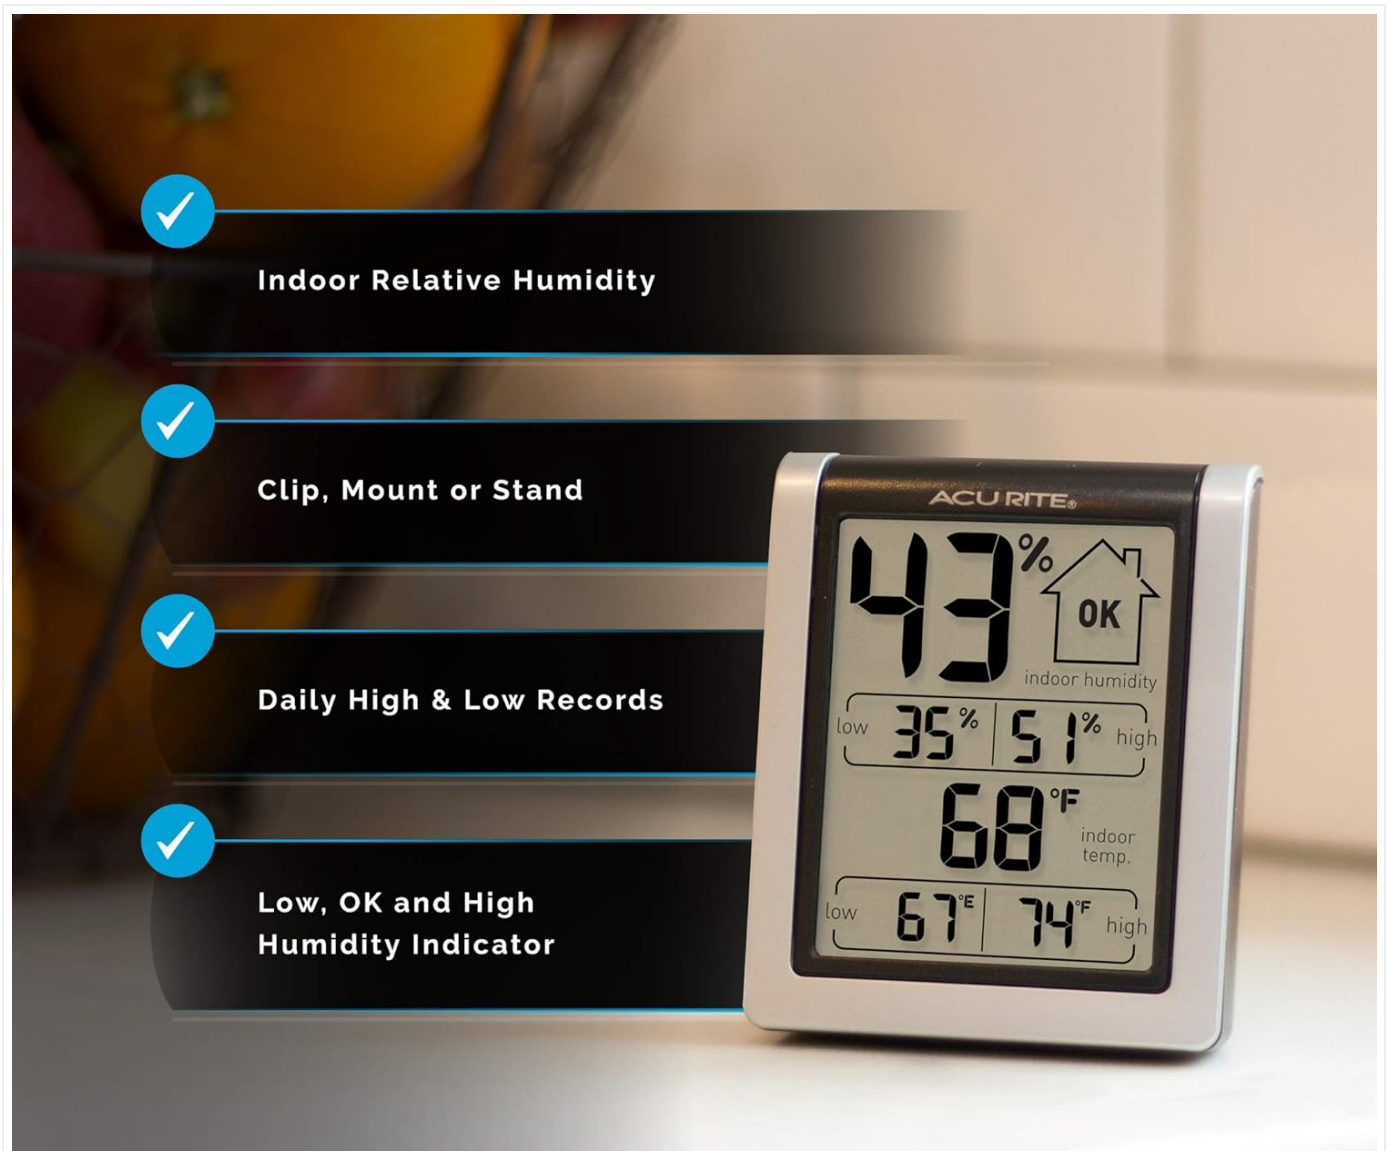 Indoor Relative Humidity
Clip, Mount or Stand
Daily High & Low Records
Low, OK and High
Humidity Indicator
ACU RITE®
43%
OK
indoor humidity
low 35% 51% high
68°F
indoor
temp.
low 67°F 74°F high